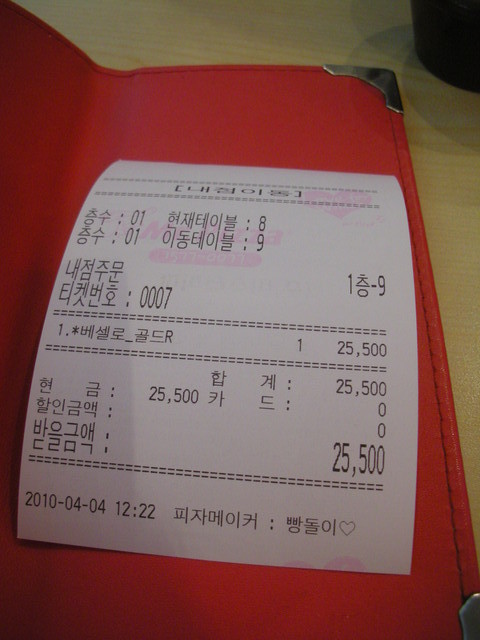 [내점이동]
층수 : 01 현재테이블 : 8
층수 : 01 이동테이블 : 9
내점주문 1층-9
티켓번호 : 0007
1.*베셀로_골드R 1 25,500
합 계 : 25,500
현 금 : 25,500 카 드 : 0
할인금액 : 0
받을금액 : 25,500
2010-04-04 12:22 피자메이커 : 빵돌이♡